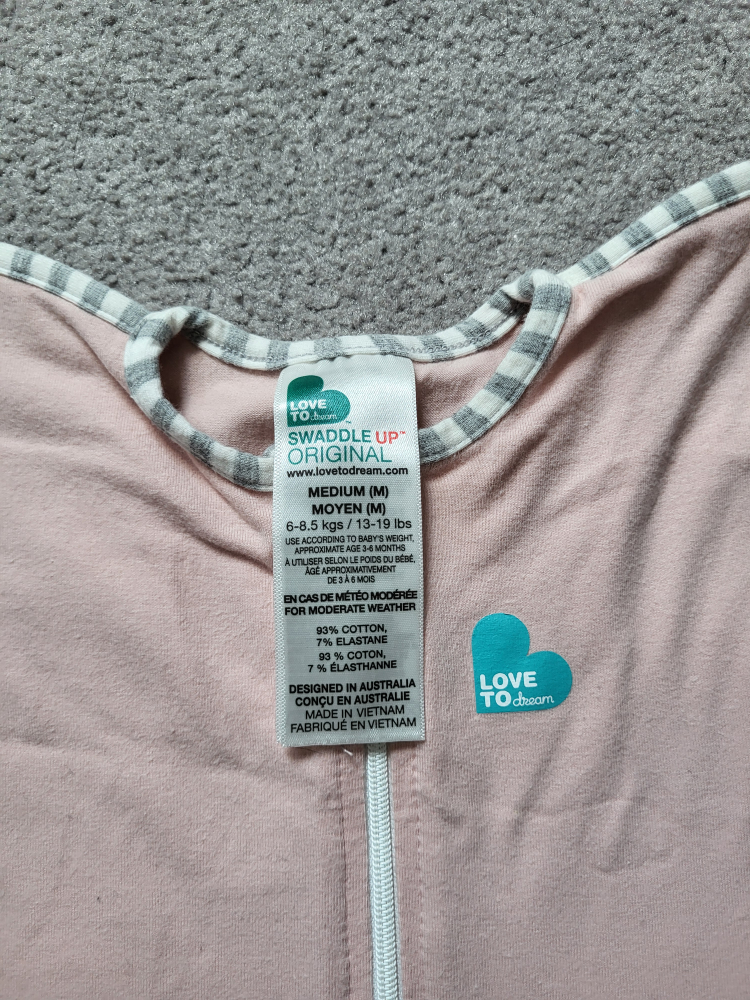 LOVE
TO dream™
SWADDLE UP™
ORIGINAL
www.lovetodream.com
MEDIUM (M)
MOYEN (M)
6-8.5 kgs / 13-19 lbs
USE ACCORDING TO BABY'S WEIGHT,
APPROXIMATE AGE 3-6 MONTHS
À UTILISER SELON LE POIDS DU BÉBÉ,
ÂGÉ APPROXIMATIVEMENT
DE 3 À 6 MOIS
EN CAS DE MÉTÉO MODÉRÉE
FOR MODERATE WEATHER
93% COTTON,
7% ELASTANE
93 % COTON,
7 % ÉLASTHANNE
DESIGNED IN AUSTRALIA
CONÇU EN AUSTRALIE
MADE IN VIETNAM
FABRIQUÉ EN VIETNAM
LOVE
TO dream